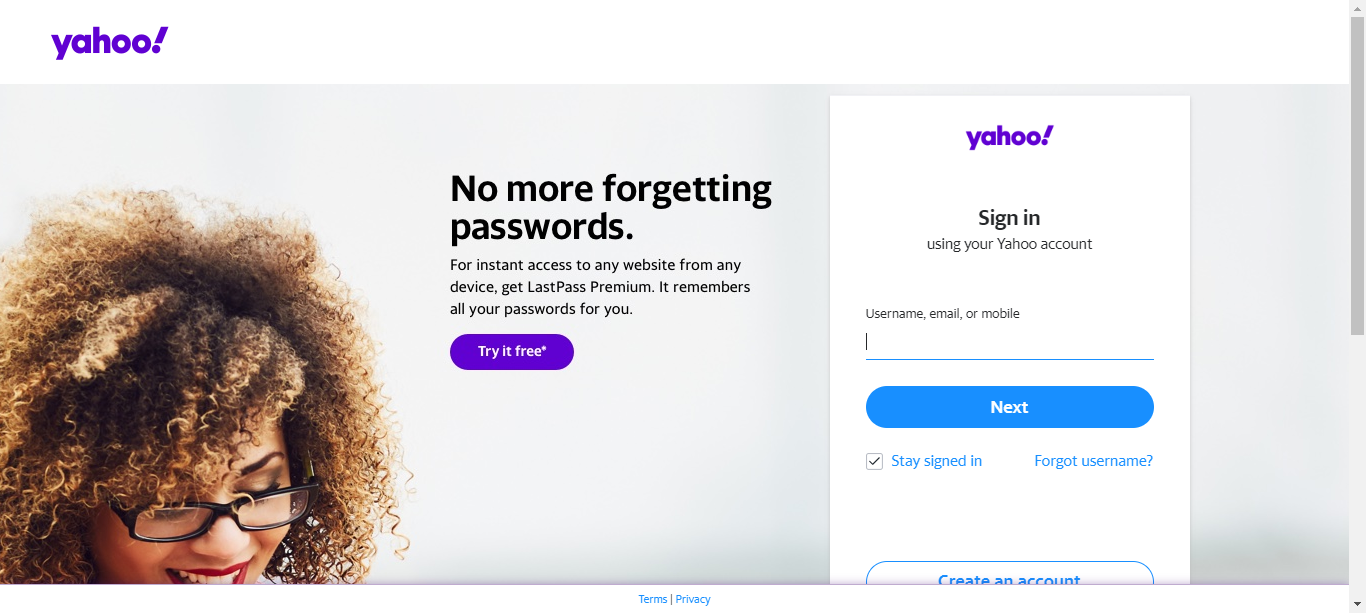 yahoo!
No more forgetting
passwords.
For instant access to any website from any
device, get LastPass Premium. It remembers
all your passwords for you.
Try it free*
yahoo!
Sign in
using your Yahoo account
Username, email, or mobile
Next
Stay signed in
Forgot username?
Create an account
Terms | Privacy